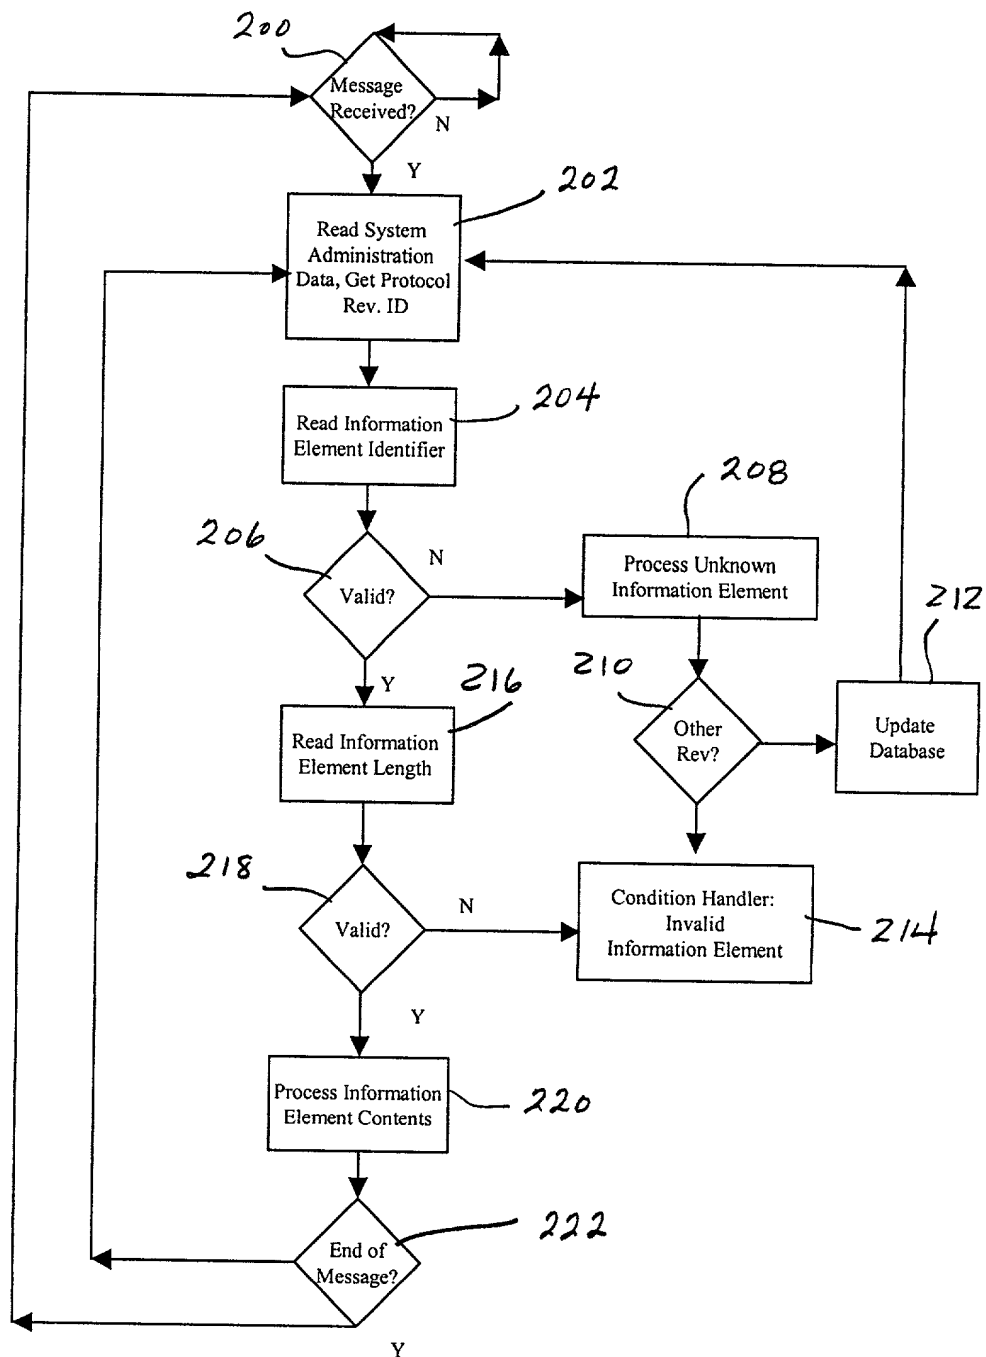 200
Message
Received?
N
Y
202
Read System
Administration
Data, Get Protocol
Rev. ID
204
Read Information
Element Identifier
206
Valid?
N
208
Process Unknown
Information Element
212
Y
216
210
Read Information
Element Length
Other
Rev?
Update
Database
218
Valid?
N
Condition Handler:
Invalid
Information Element
214
Y
Process Information
Element Contents
220
222
End of
Message?
Y